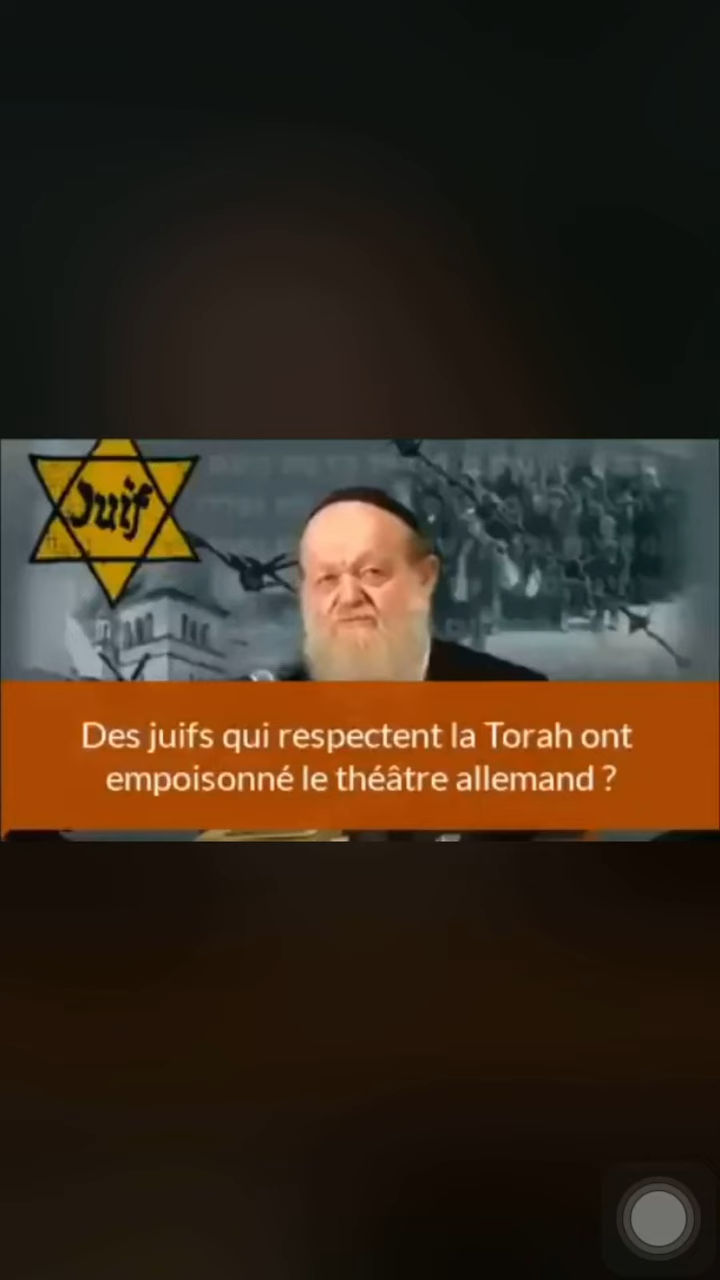 Juif
Des juifs qui respectent la Torah ont
empoisonné le théâtre allemand ?